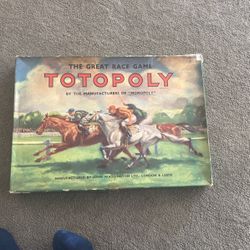 THE GREAT RACE GAME
TOTOPOLY
BY THE MANUFACTURERS OF "MONOPOLY"
MANUFACTURED BY JOHN WADDINGTON LTD., LONDON & LEEDS